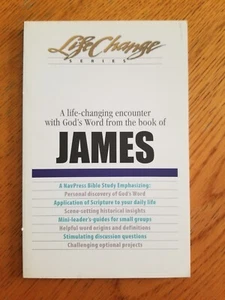 LifeChange
SERIES
A life-changing encounter
with God's Word from the book of
JAMES
A NavPress Bible Study Emphasizing:
Personal discovery of God's Word
Application of Scripture to your daily life
Scene-setting historical insights
Mini-leader's guides for small groups
Helpful word origins and definitions
Stimulating discussion questions
Challenging optional projects